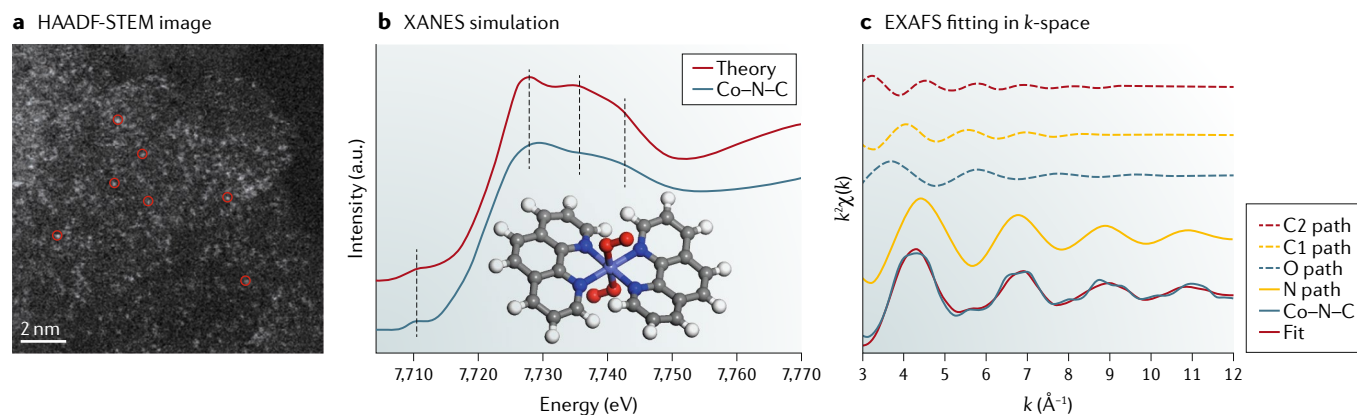 a HAADF-STEM image
2 nm
b XANES simulation
Intensity (a.u.)
Theory
Co–N–C
7,710 7,720 7,730 7,740 7,750 7,760 7,770
Energy (eV)
c EXAFS fitting in k-space
k²χ(k)
3 4 5 6 7 8 9 10 11 12
k (Å⁻¹)
C2 path
C1 path
O path
N path
Co–N–C
Fit